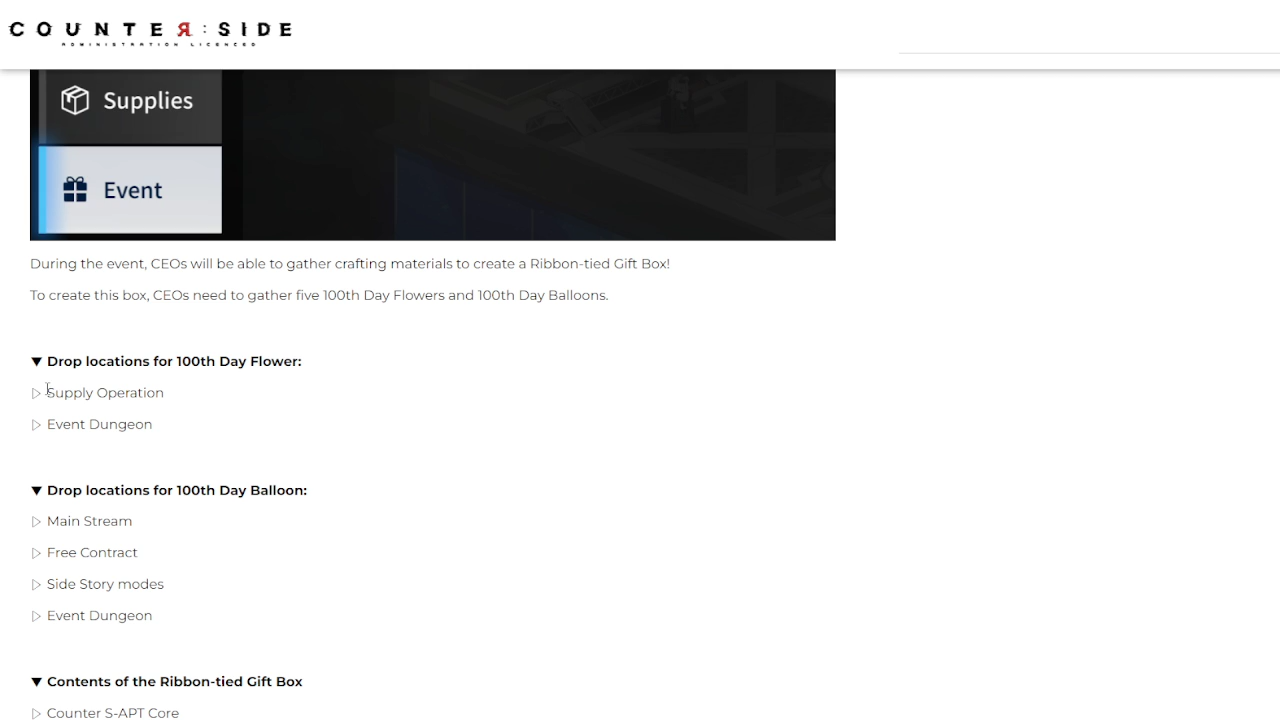 COUNTER:SIDE
ADMINISTRATION LICENCED
Supplies
Event
During the event, CEOs will be able to gather crafting materials to create a Ribbon-tied Gift Box!
To create this box, CEOs need to gather five 100th Day Flowers and 100th Day Balloons.
▼ Drop locations for 100th Day Flower:
▷ Supply Operation
▷ Event Dungeon
▼ Drop locations for 100th Day Balloon:
▷ Main Stream
▷ Free Contract
▷ Side Story modes
▷ Event Dungeon
▼ Contents of the Ribbon-tied Gift Box
▷ Counter S-APT Core